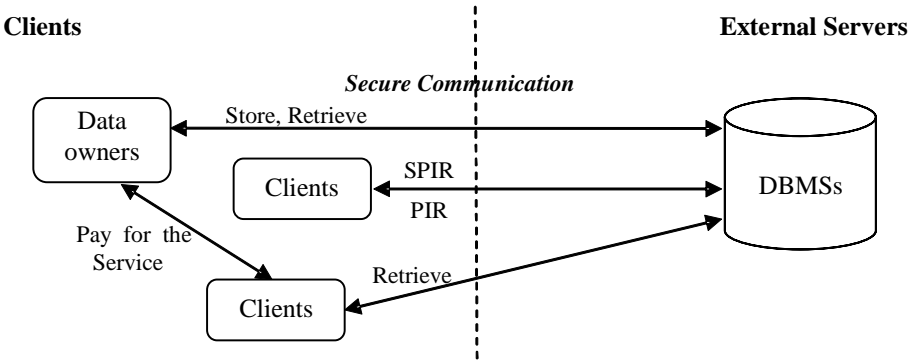 Clients
External Servers
Secure Communication
Store, Retrieve
Data
owners
SPIR
Clients
PIR
DBMSs
Pay for the
Service
Retrieve
Clients